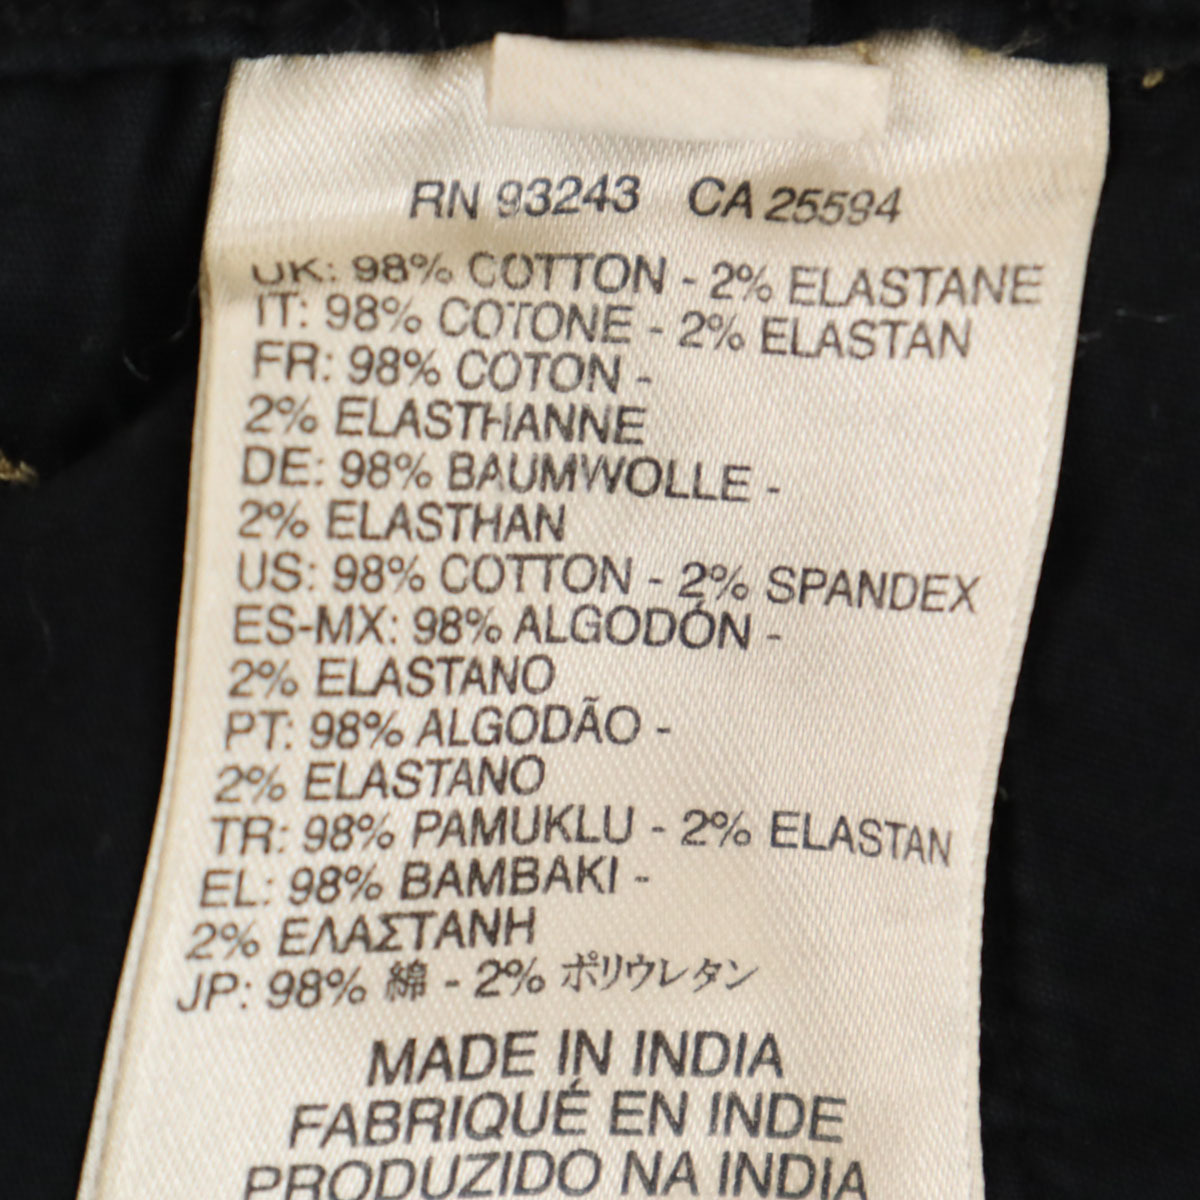 RN 93243 CA 25594
UK: 98% COTTON - 2% ELASTANE
IT: 98% COTONE - 2% ELASTAN
FR: 98% COTON -
2% ELASTHANNE
DE: 98% BAUMWOLLE -
2% ELASTHAN
US: 98% COTTON - 2% SPANDEX
ES-MX: 98% ALGODÓN -
2% ELASTANO
PT: 98% ALGODÃO -
2% ELASTANO
TR: 98% PAMUKLU - 2% ELASTAN
EL: 98% ΒΑΜΒΑΚΙ -
2% ΕΛΑΣΤΑΝΗ
JP: 98% 綿 - 2% ポリウレタン
MADE IN INDIA
FABRIQUÉ EN INDE
PRODUZIDO NA INDIA